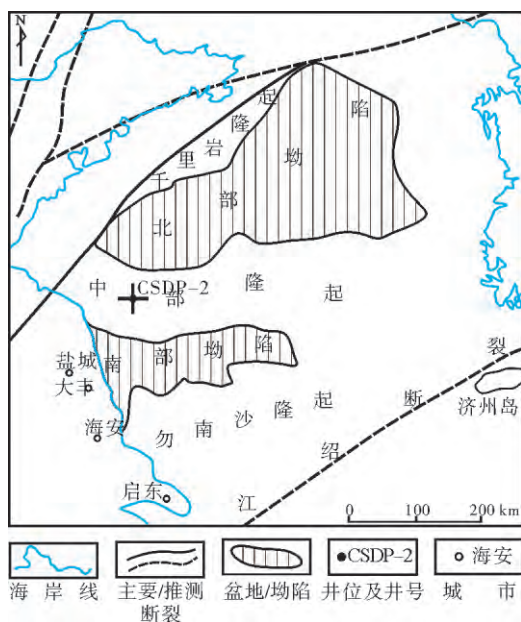 N
千里岩隆起
北部坳陷
中部隆起
CSDP-2
南部坳陷
盐城
大丰
海安
勿南沙隆起
启东
江绍断裂
济州岛
0 100 200 km
CSDP-2 海安
海岸线 主要/推测断裂 盆地/坳陷 井位及井号 城市